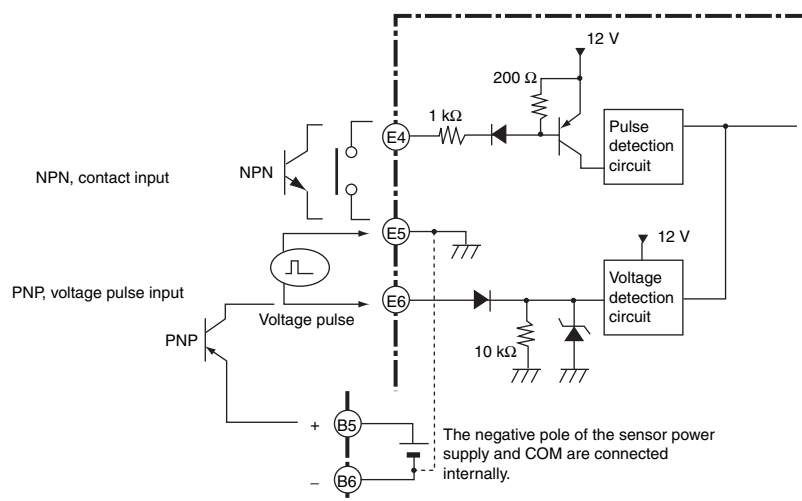 12 V
200 Ω
1 kΩ
E4
Pulse
detection
circuit
NPN
NPN, contact input
E5
12 V
PNP, voltage pulse input
Voltage pulse
E6
Voltage
detection
circuit
PNP
10 kΩ
+
B5
The negative pole of the sensor power
supply and COM are connected
internally.
–
B6